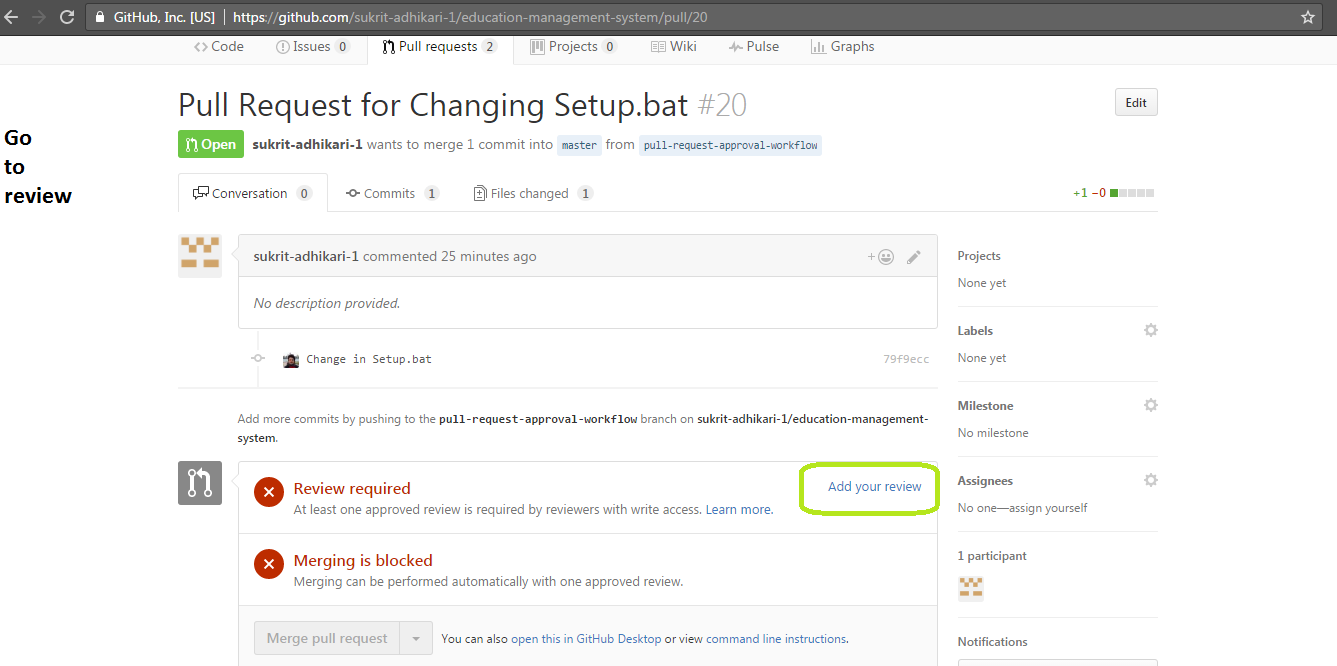 GitHub, Inc. [US] https://github.com/sukrit-adhikari-1/education-management-system/pull/20
Code Issues 0 Pull requests 2 Projects 0 Wiki Pulse Graphs
Pull Request for Changing Setup.bat #20
Edit
Open sukrit-adhikari-1 wants to merge 1 commit into master from pull-request-approval-workflow
Go
to
review
Conversation 0 Commits 1 Files changed 1
+1 −0
sukrit-adhikari-1 commented 25 minutes ago
No description provided.
Change in Setup.bat 79f9ecc
Add more commits by pushing to the pull-request-approval-workflow branch on sukrit-adhikari-1/education-management-
system.
Review required
At least one approved review is required by reviewers with write access. Learn more.
Add your review
Merging is blocked
Merging can be performed automatically with one approved review.
Merge pull request You can also open this in GitHub Desktop or view command line instructions.
Projects
None yet
Labels
None yet
Milestone
No milestone
Assignees
No one—assign yourself
1 participant
Notifications